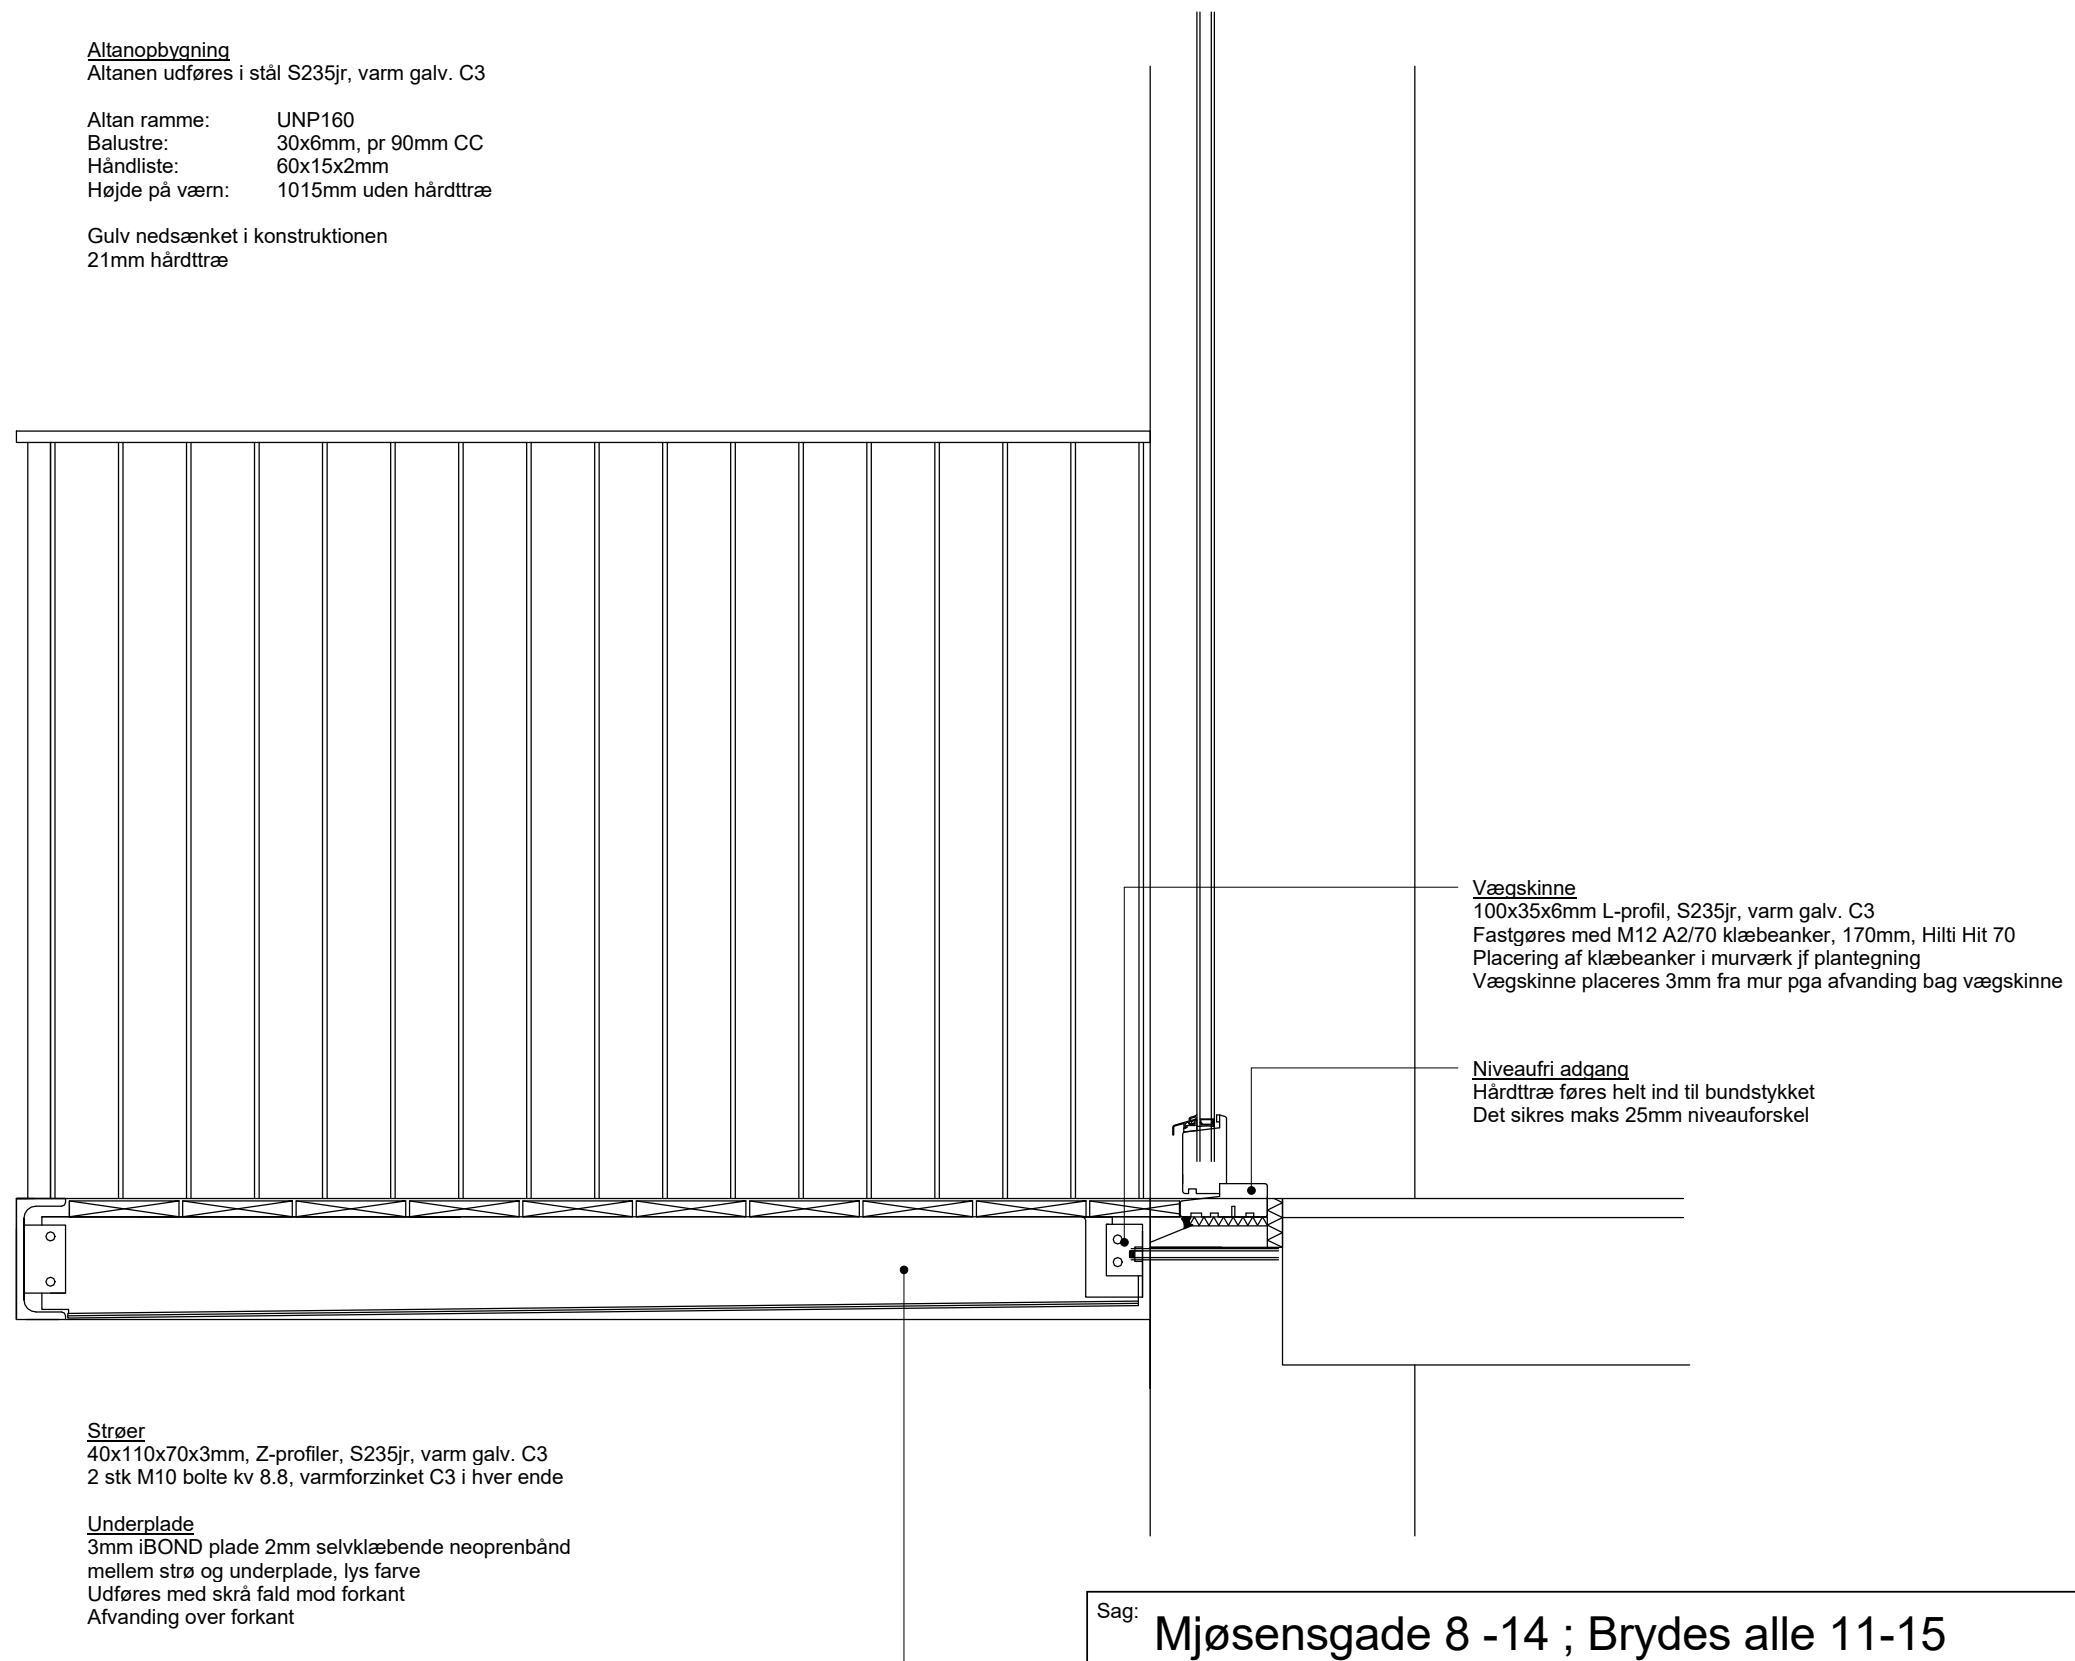 Altanopbygning
Altanen udføres i stål S235jr, varm galv. C3
Altan ramme: UNP160
Balustre: 30x6mm, pr 90mm CC
Håndliste: 60x15x2mm
Højde på værn: 1015mm uden hårdttræ
Gulv nedsænket i konstruktionen
21mm hårdttræ
Vægskinne
100x35x6mm L-profil, S235jr, varm galv. C3
Fastgøres med M12 A2/70 klæbeanker, 170mm, Hilti Hit 70
Placering af klæbeanker i murværk jf plantegning
Vægskinne placeres 3mm fra mur pga afvanding bag vægskinne
Niveaufri adgang
Hårdttræ føres helt ind til bundstykket
Det sikres maks 25mm niveauforskel
Strøer
40x110x70x3mm, Z-profiler, S235jr, varm galv. C3
2 stk M10 bolte kv 8.8, varmforzinket C3 i hver ende
Underplade
3mm iBOND plade 2mm selvklæbende neoprenbånd
mellem strø og underplade, lys farve
Udføres med skrå fald mod forkant
Afvanding over forkant
Sag: Mjøsensgade 8 -14 ; Brydes alle 11-15